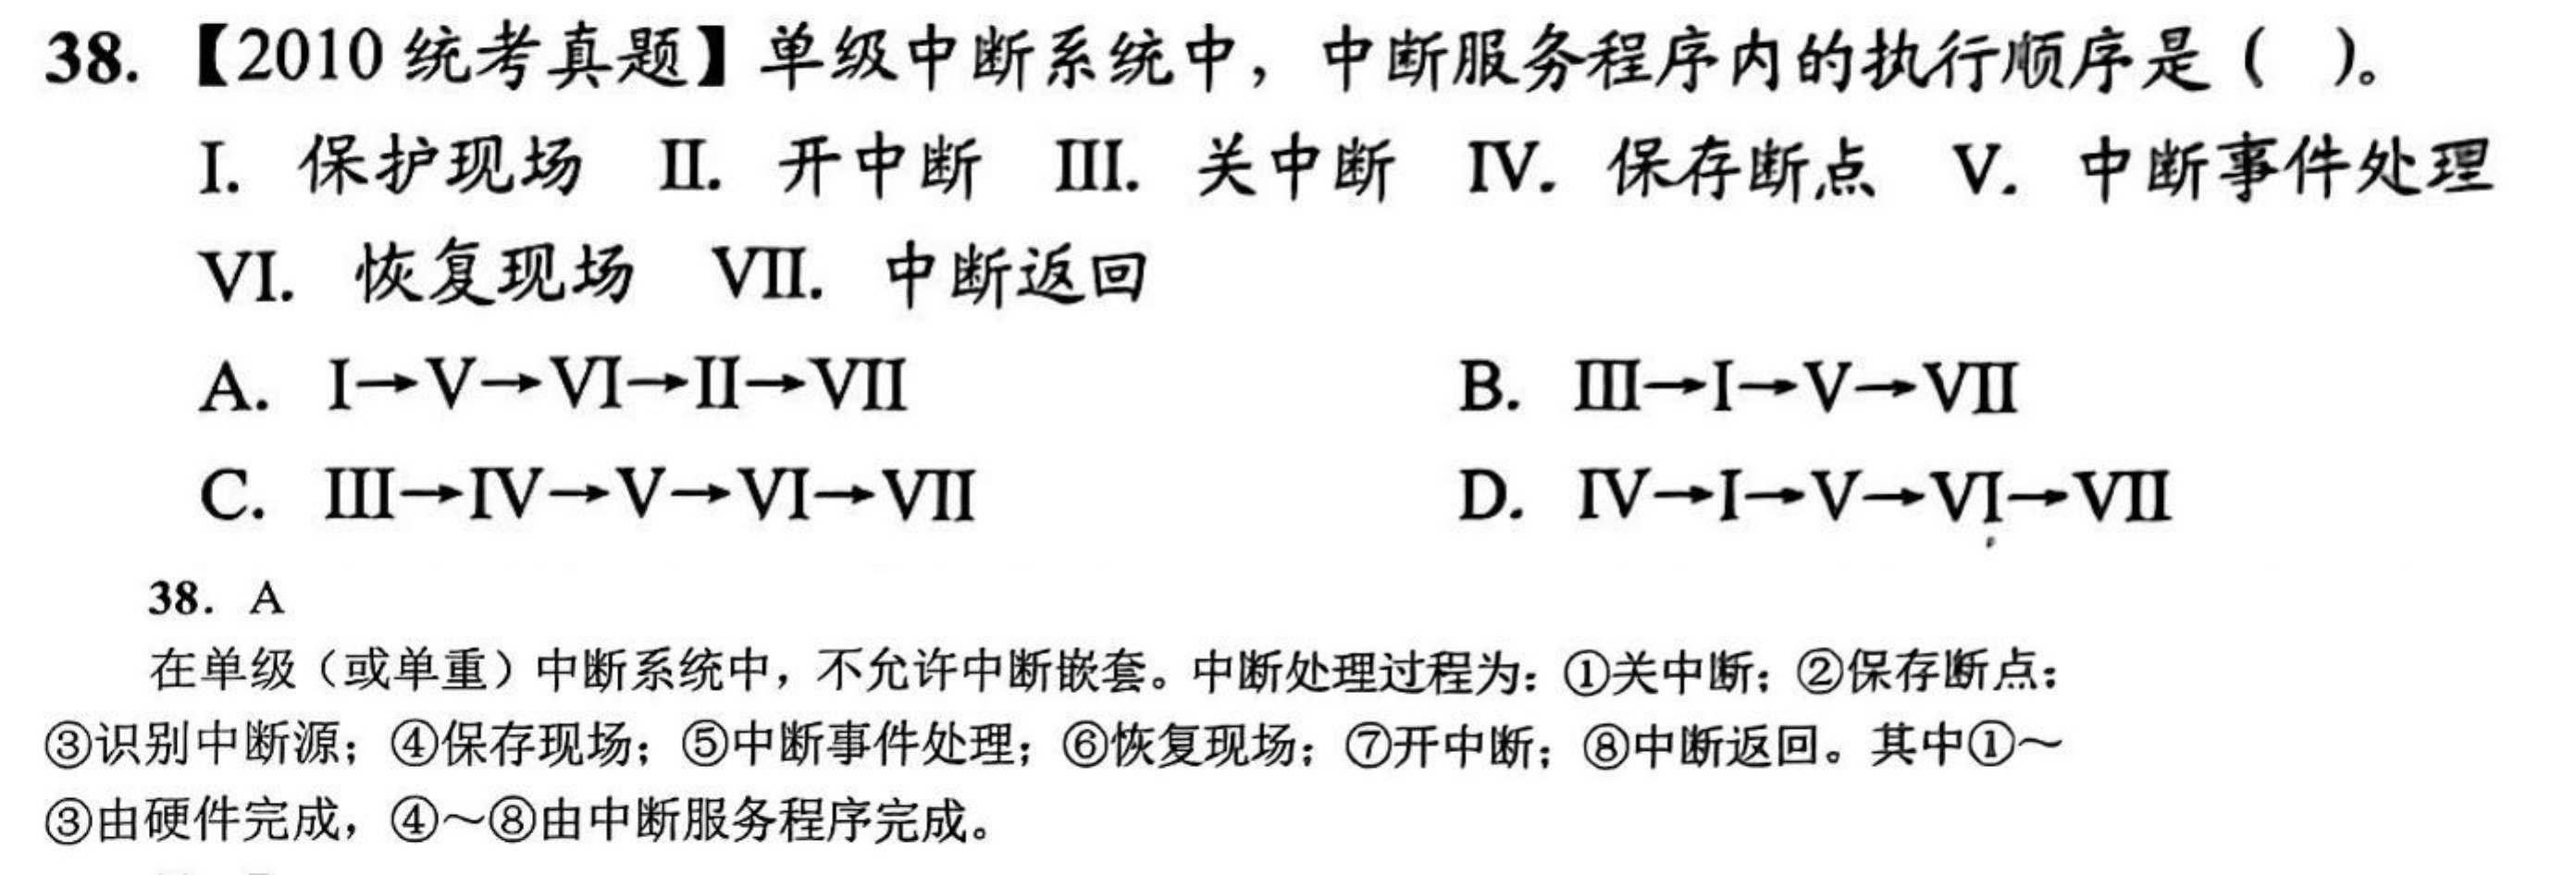 38. 【2010 统考真题】单级中断系统中，中断服务程序内的执行顺序是（ ）。
I. 保护现场 II. 开中断 III. 关中断 IV. 保存断点 V. 中断事件处理
VI. 恢复现场 VII. 中断返回
A. I→V→VI→II→VII B. III→I→V→VII
C. III→IV→V→VI→VII D. IV→I→V→VI→VII
38. A
在单级（或单重）中断系统中，不允许中断嵌套。中断处理过程为：①关中断；②保存断点：
③识别中断源；④保存现场；⑤中断事件处理；⑥恢复现场；⑦开中断；⑧中断返回。其中①～
③由硬件完成，④～⑧由中断服务程序完成。